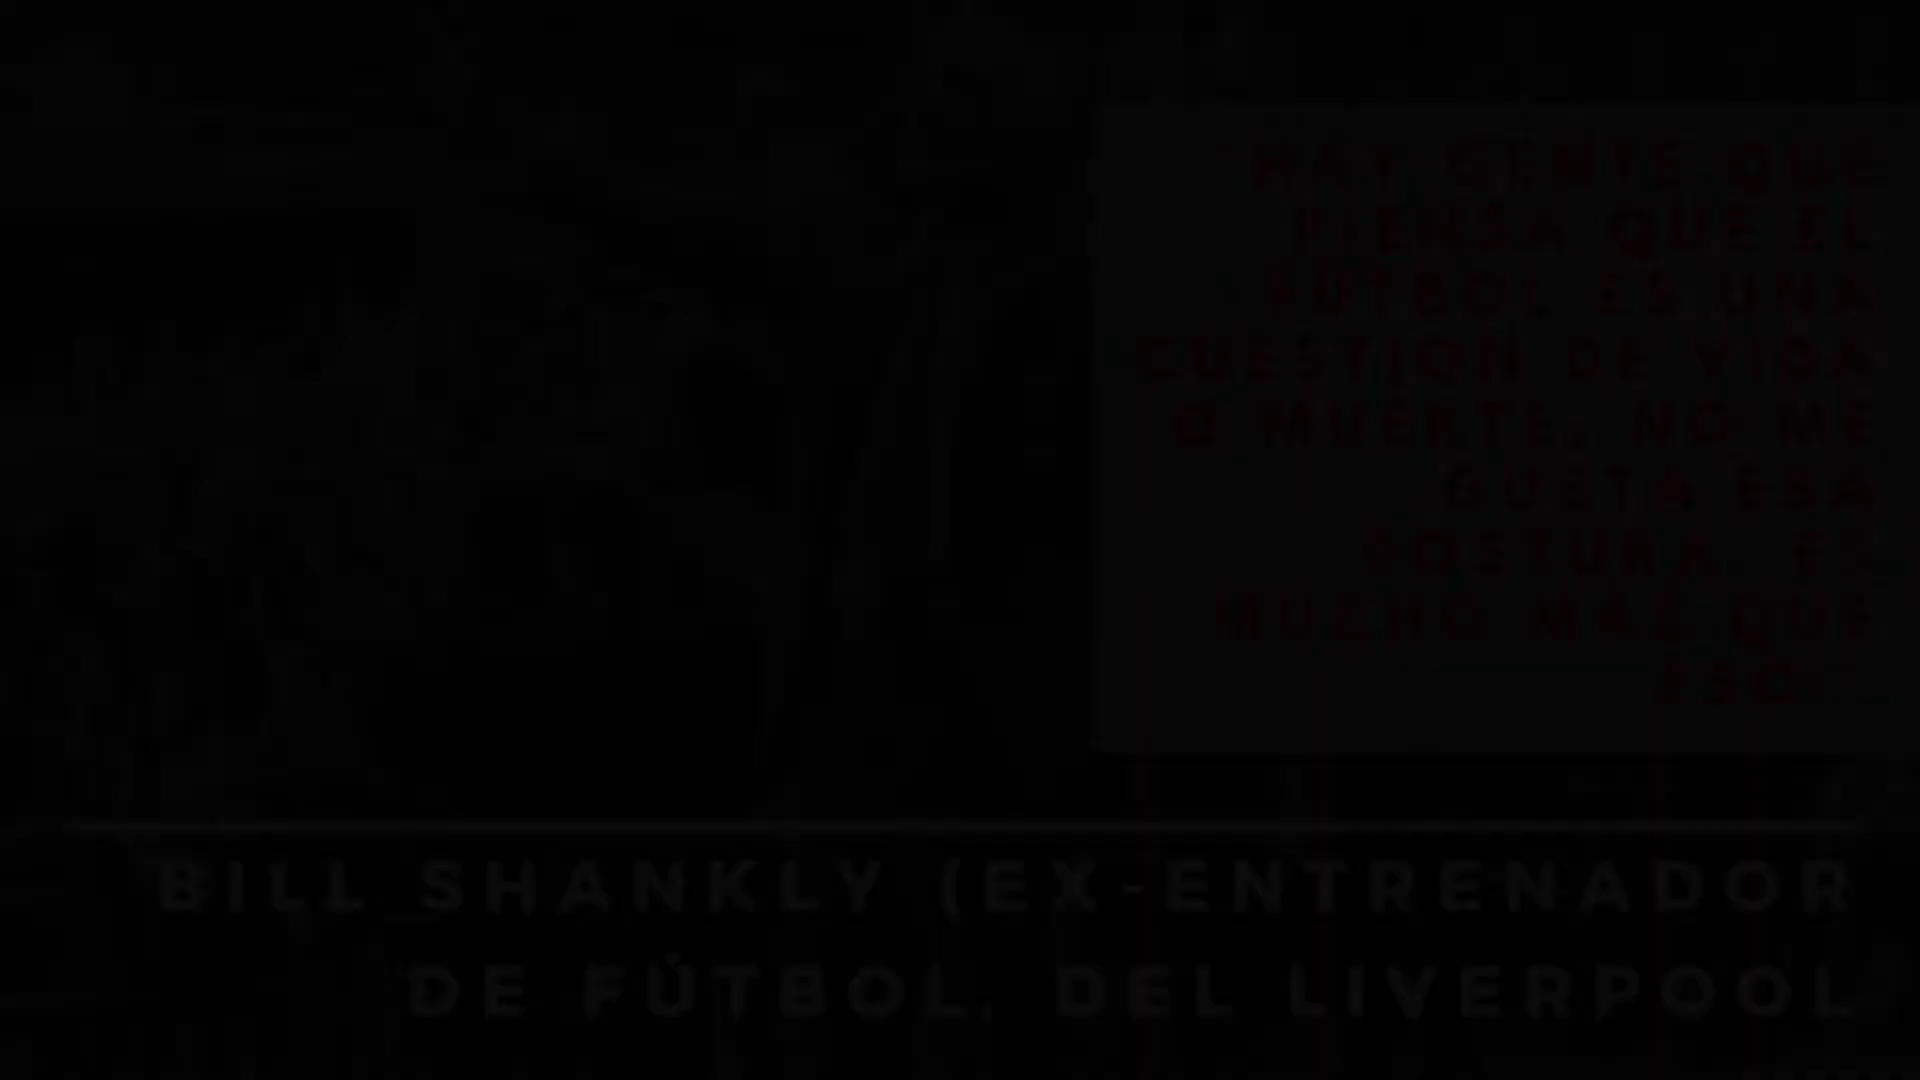 HAY GENTE QUE
PIENSA QUE EL
FÚTBOL ES UNA
CUESTIÓN DE VIDA
O MUERTE. NO ME
GUSTA ESA
POSTURA. ES
MUCHO MÁS QUE
ESO
BILL SHANKLY (EX-ENTRENADOR
DE FÚTBOL. DEL LIVERPOOL